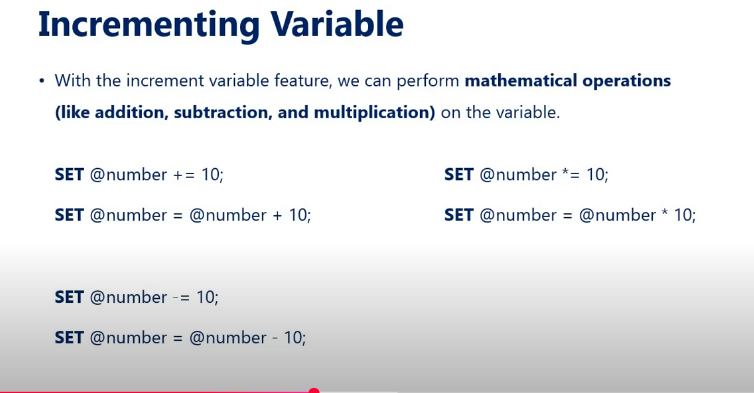 Incrementing Variable
• With the increment variable feature, we can perform mathematical operations
(like addition, subtraction, and multiplication) on the variable.
SET @number += 10;
SET @number = @number + 10;
SET @number *= 10;
SET @number = @number * 10;
SET @number -= 10;
SET @number = @number - 10;